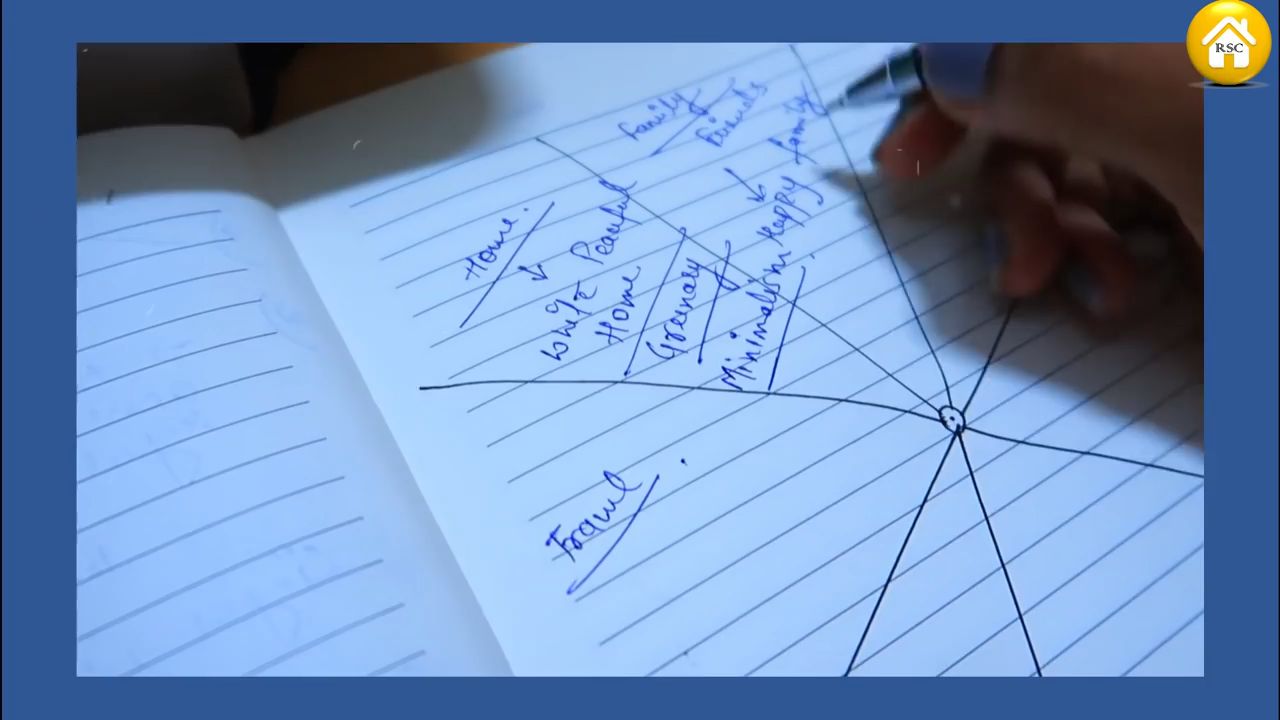 RSC
Home.
White Peaceful
Home
Greenary
Minimalism.
Family
Friends
Happy family
Travel.